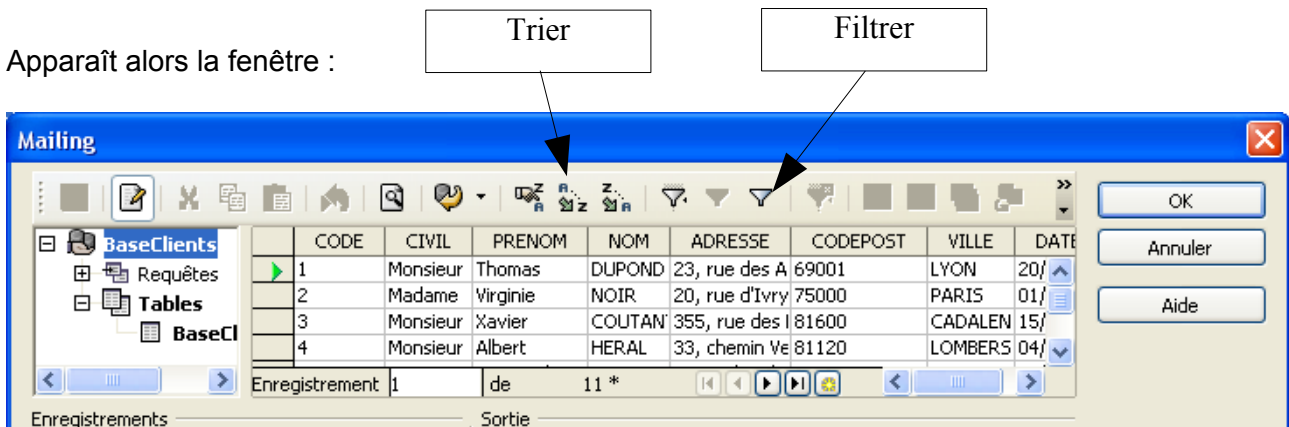 Trier
Filtrer
Apparaît alors la fenêtre :
Mailing
OK
Annuler
Aide
BaseClients
Requêtes
Tables
BaseCl
CODE CIVIL PRENOM NOM ADRESSE CODEPOST VILLE DATE
1 Monsieur Thomas DUPOND 23, rue des A 69001 LYON 20/
2 Madame Virginie NOIR 20, rue d'Ivry 75000 PARIS 01/
3 Monsieur Xavier COUTAN 355, rue des 81600 CADALEN 15/
4 Monsieur Albert HERAL 33, chemin Ve 81120 LOMBERS 04/
Enregistrement 1 de 11 *
Enregistrements Sortie